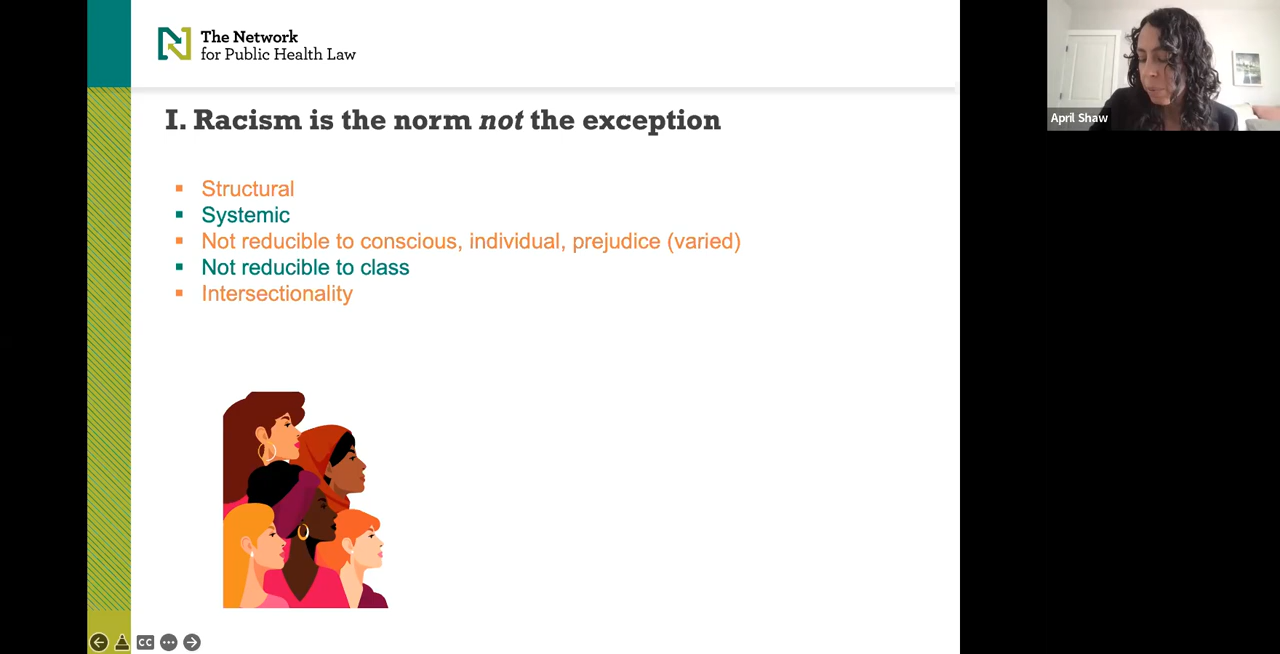 The Network
for Public Health Law
April Shaw
I. Racism is the norm not the exception
Structural
Systemic
Not reducible to conscious, individual, prejudice (varied)
Not reducible to class
Intersectionality
CC